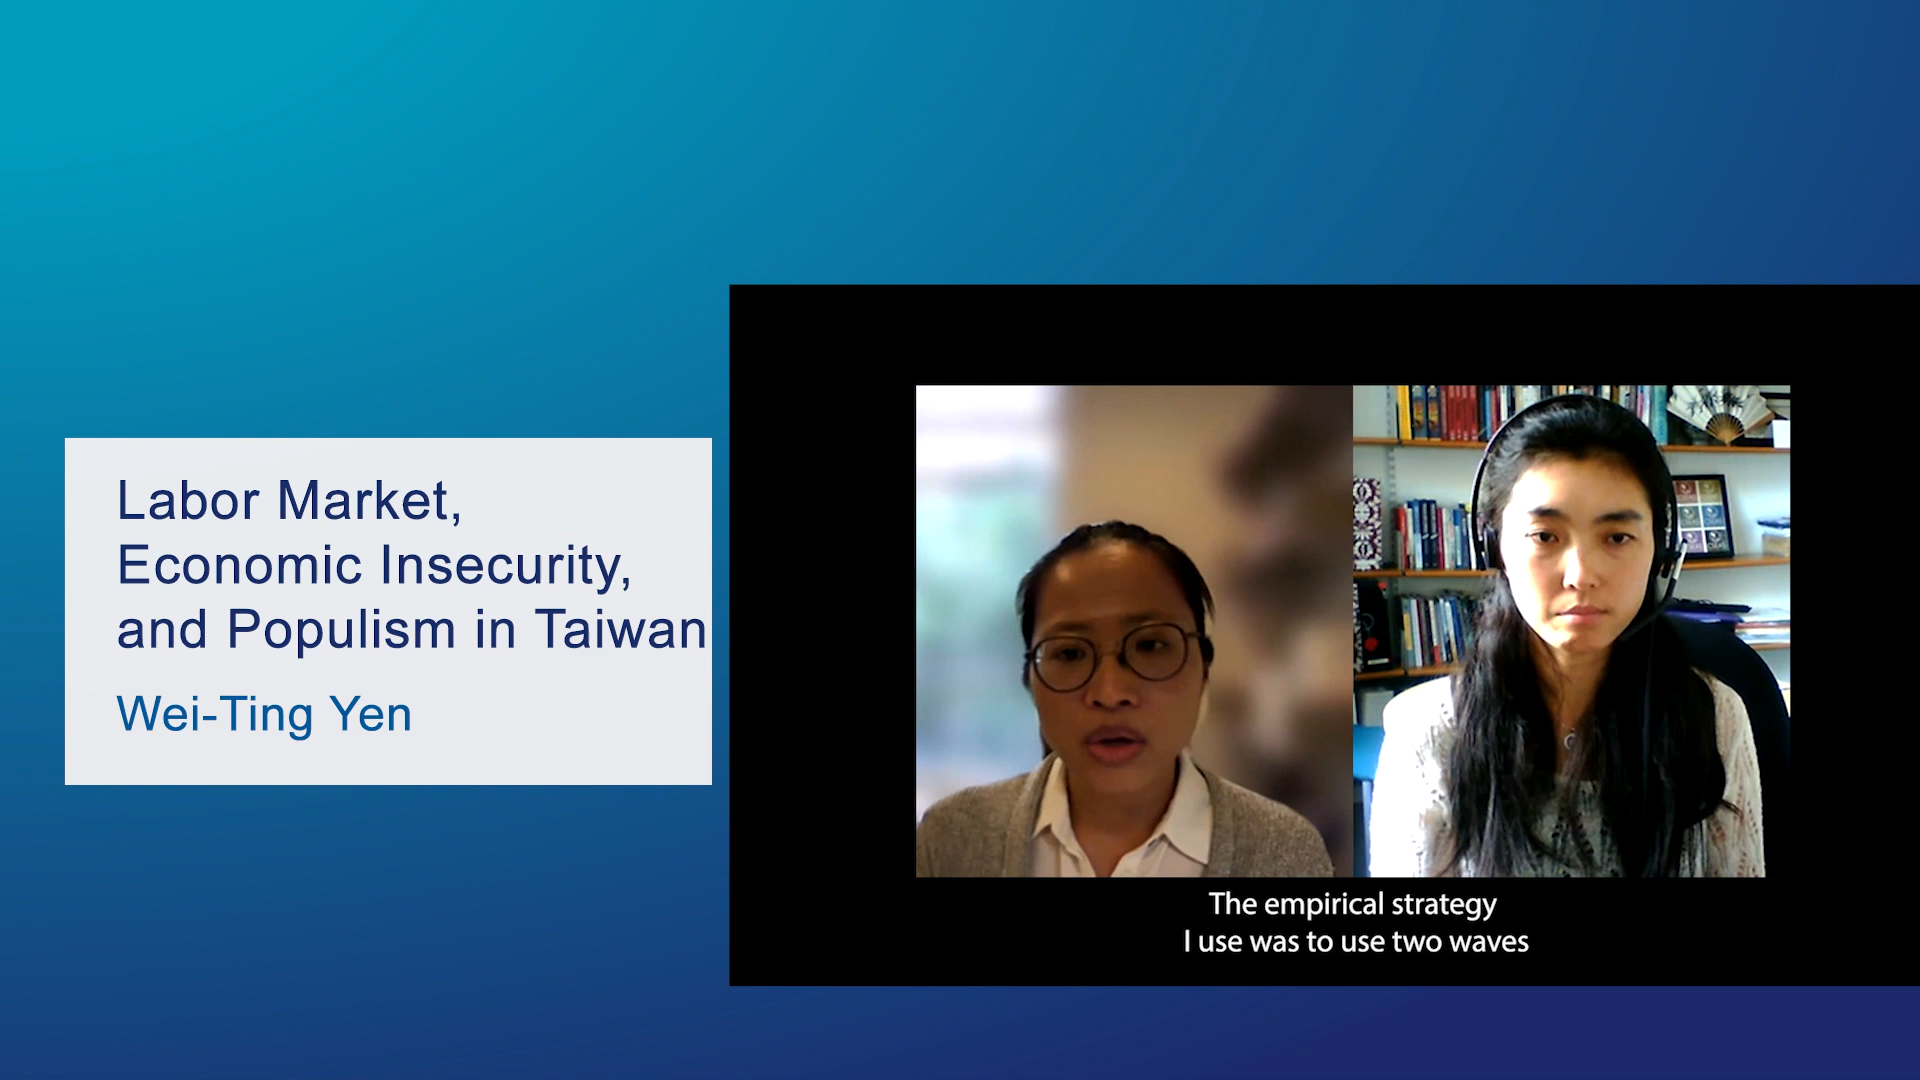 Labor Market,
Economic Insecurity,
and Populism in Taiwan
Wei-Ting Yen
The empirical strategy
I use was to use two waves